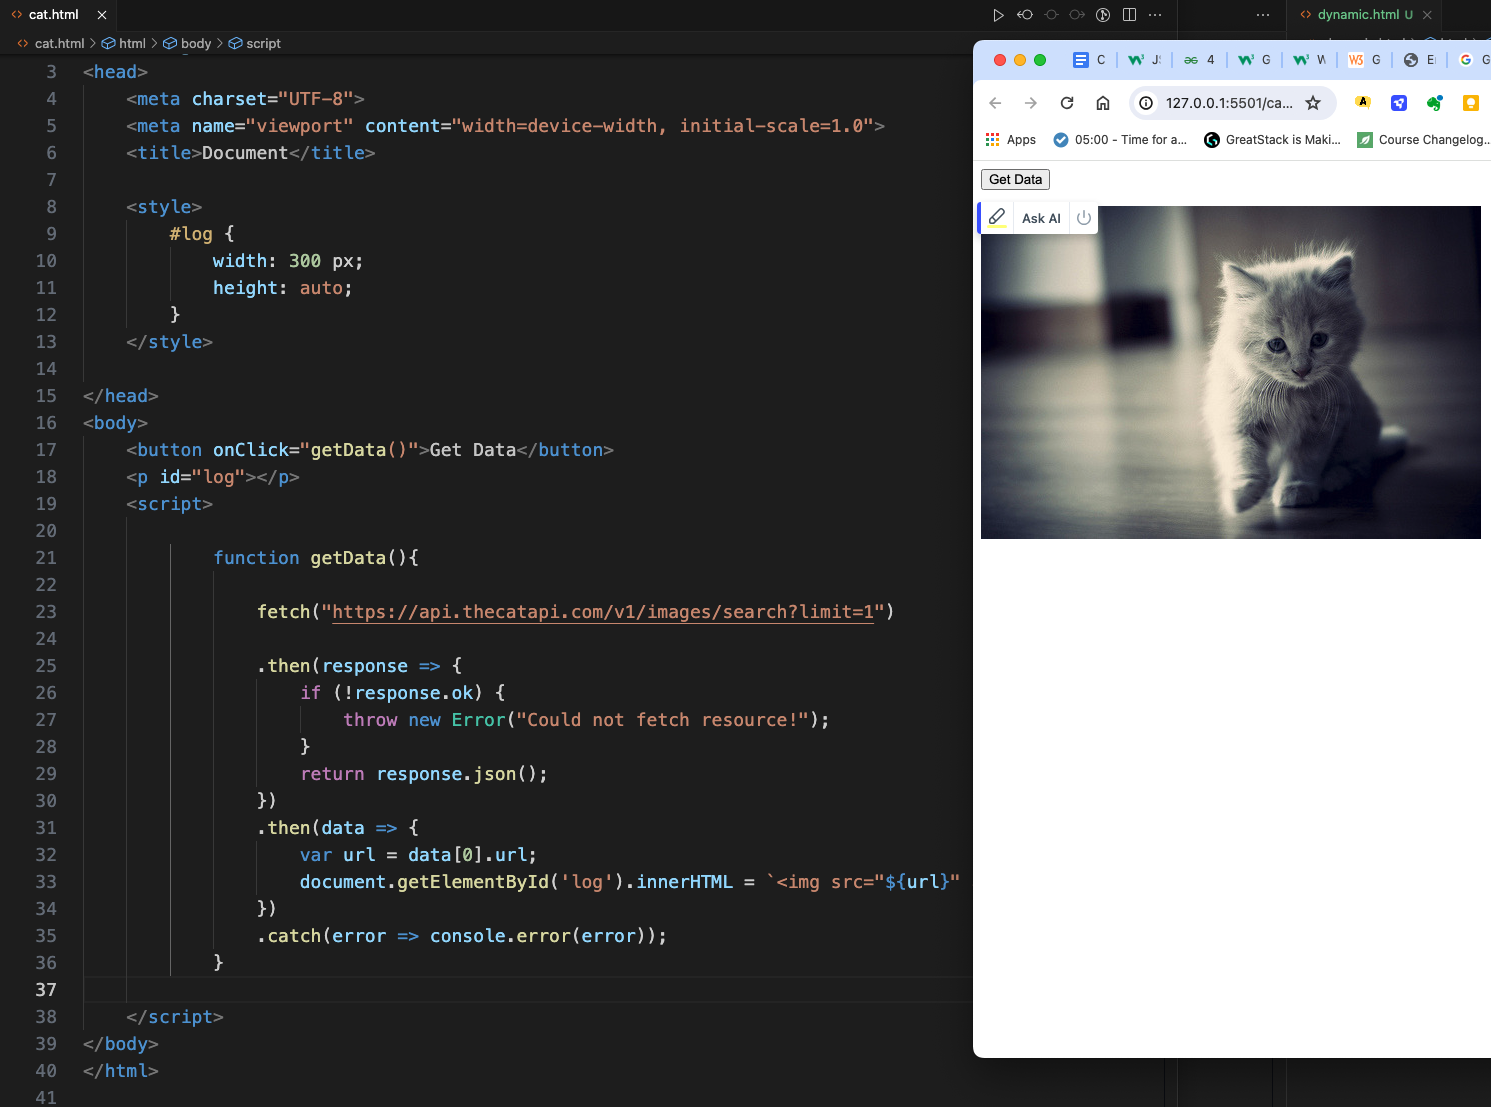 cat.html
dynamic.html U
cat.html > html > body > script
3 <head>
4 <meta charset="UTF-8">
5 <meta name="viewport" content="width=device-width, initial-scale=1.0">
6 <title>Document</title>
7
8 <style>
9 #log {
10 width: 300 px;
11 height: auto;
12 }
13 </style>
14
15 </head>
16 <body>
17 <button onClick="getData()">Get Data</button>
18 <p id="log"></p>
19 <script>
20
21 function getData(){
22
23 fetch("https://api.thecatapi.com/v1/images/search?limit=1")
24
25 .then(response => {
26 if (!response.ok) {
27 throw new Error("Could not fetch resource!");
28 }
29 return response.json();
30 })
31 .then(data => {
32 var url = data[0].url;
33 document.getElementById('log').innerHTML = `<img src="${url}"
34 })
35 .catch(error => console.error(error));
36 }
37
38 </script>
39 </body>
40 </html>
41
C JS 4 G W W3 G E G G
127.0.0.1:5501/ca...
Apps 05:00 - Time for a... GreatStack is Maki... Course Changelog...
Get Data
Ask AI